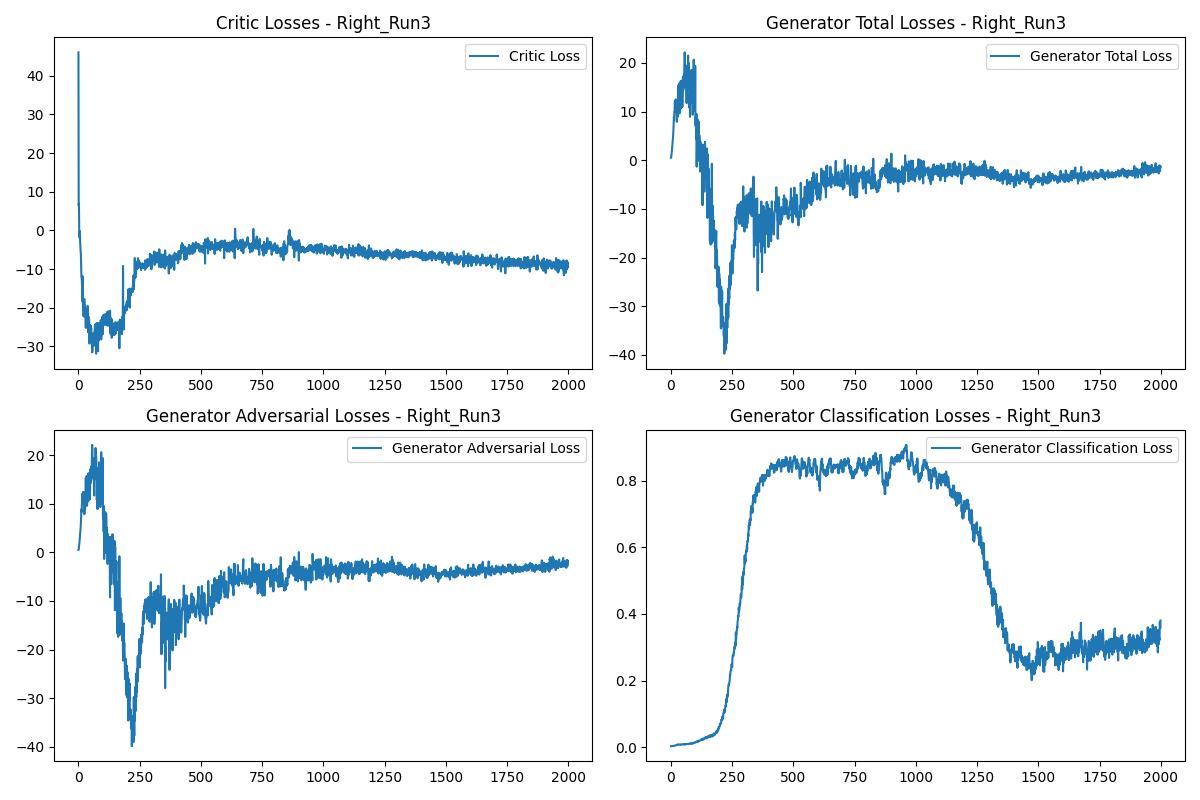 Critic Losses - Right_Run3
Critic Loss
40
30
20
10
0
−10
−20
−30
0 250 500 750 1000 1250 1500 1750 2000
Generator Total Losses - Right_Run3
Generator Total Loss
20
10
0
−10
−20
−30
−40
0 250 500 750 1000 1250 1500 1750 2000
Generator Adversarial Losses - Right_Run3
Generator Adversarial Loss
20
10
0
−10
−20
−30
−40
0 250 500 750 1000 1250 1500 1750 2000
Generator Classification Losses - Right_Run3
Generator Classification Loss
0.8
0.6
0.4
0.2
0.0
0 250 500 750 1000 1250 1500 1750 2000